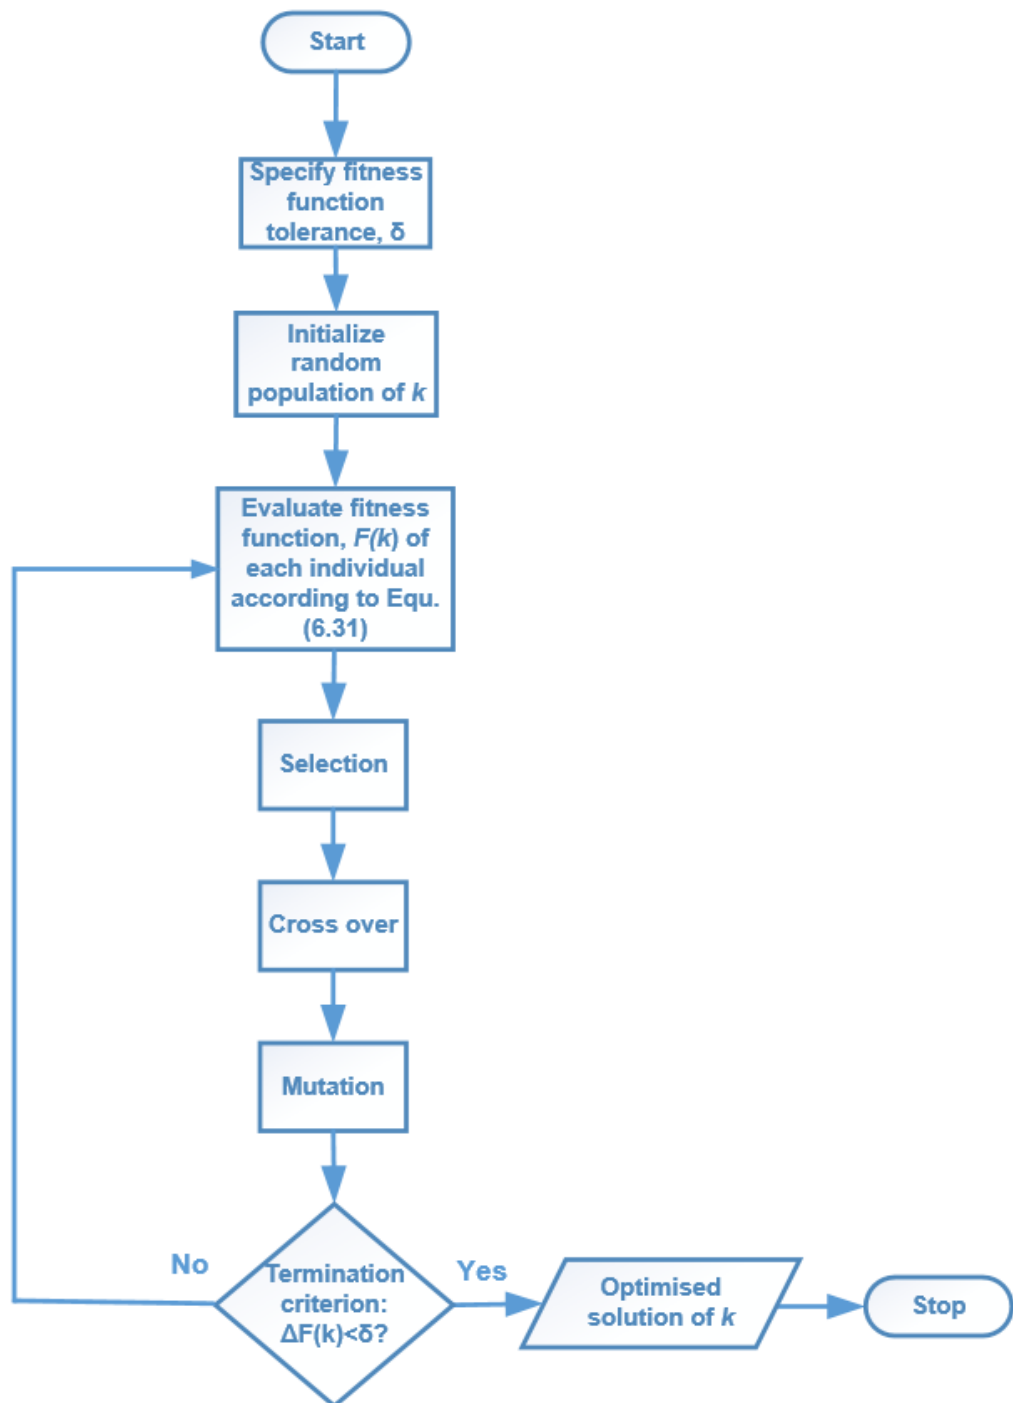 Start
Specify fitness
function
tolerance, δ
Initialize
random
population of k
Evaluate fitness
function, F(k) of
each individual
according to Equ.
(6.31)
Selection
Cross over
Mutation
No
Termination
criterion:
ΔF(k)<δ?
Yes
Optimised
solution of k
Stop